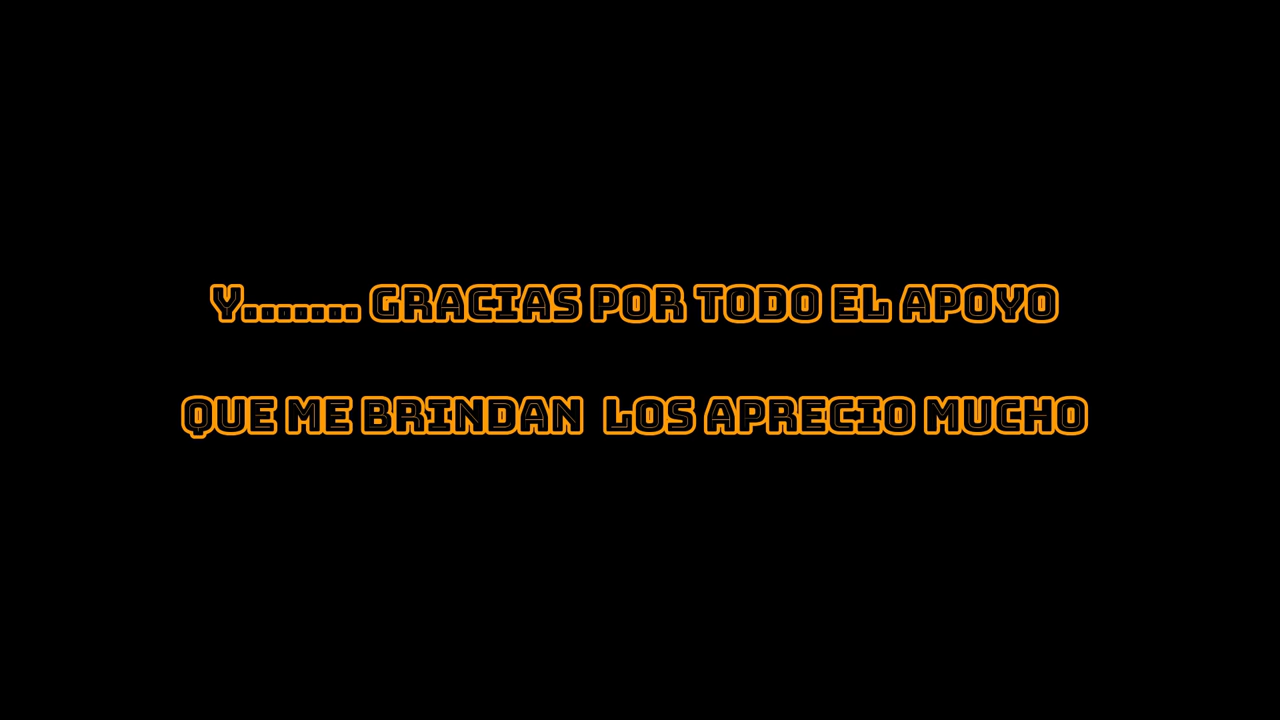 Y....... GRACIAS POR TODO EL APOYO
QUE ME BRINDAN  LOS APRECIO MUCHO